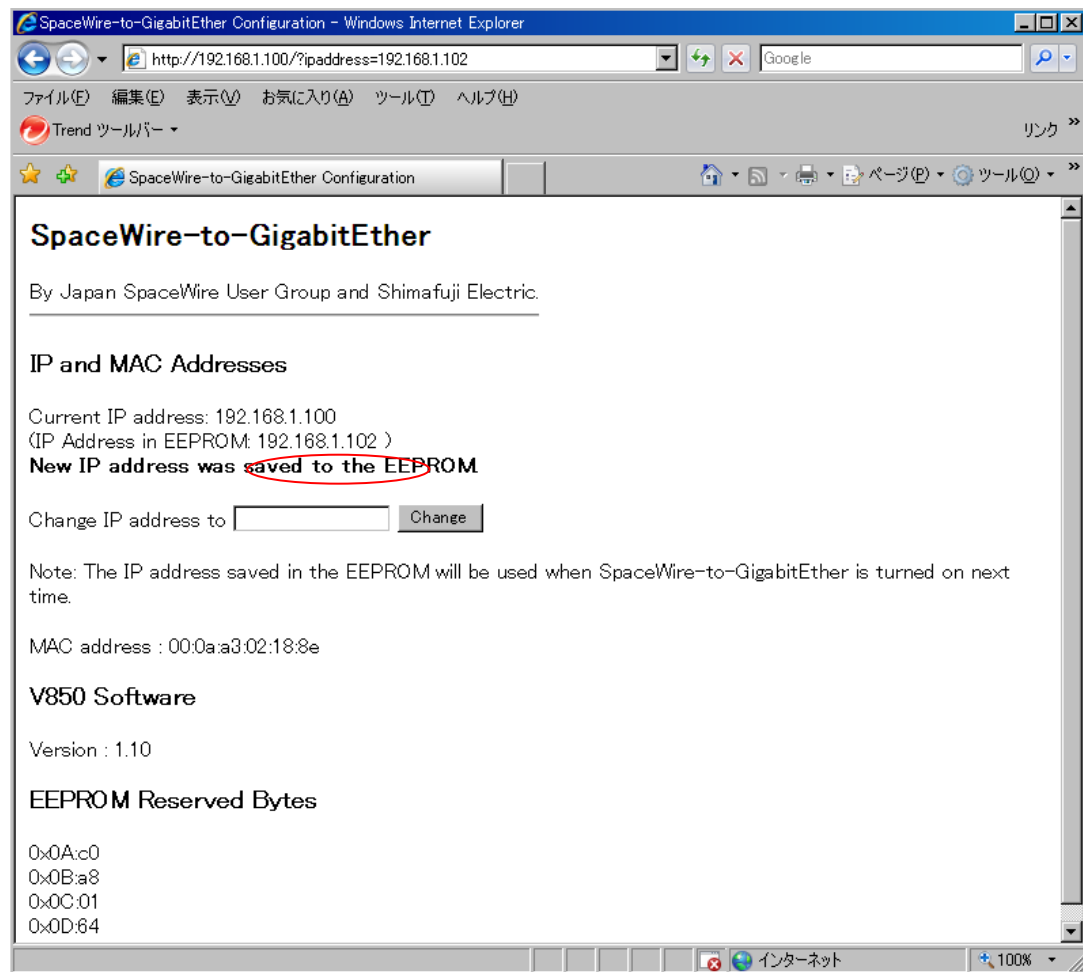 SpaceWire-to-GigabitEther Configuration - Windows Internet Explorer
http://192.168.1.100/?ipaddress=192.168.1.102
Google
ファイル(F) 編集(E) 表示(V) お気に入り(A) ツール(T) ヘルプ(H)
Trend ツールバー
リンク »
SpaceWire-to-GigabitEther Configuration
ページ(P) ツール(O) »
SpaceWire-to-GigabitEther
By Japan SpaceWire User Group and Shimafuji Electric.
IP and MAC Addresses
Current IP address: 192.168.1.100
(IP Address in EEPROM: 192.168.1.102 )
New IP address was saved to the EEPROM.
Change IP address to Change
Note: The IP address saved in the EEPROM will be used when SpaceWire-to-GigabitEther is turned on next
time.
MAC address : 00:0a:a3:02:18:8e
V850 Software
Version : 1.10
EEPROM Reserved Bytes
0x0A:c0
0x0B:a8
0x0C:01
0x0D:64
インターネット
100%